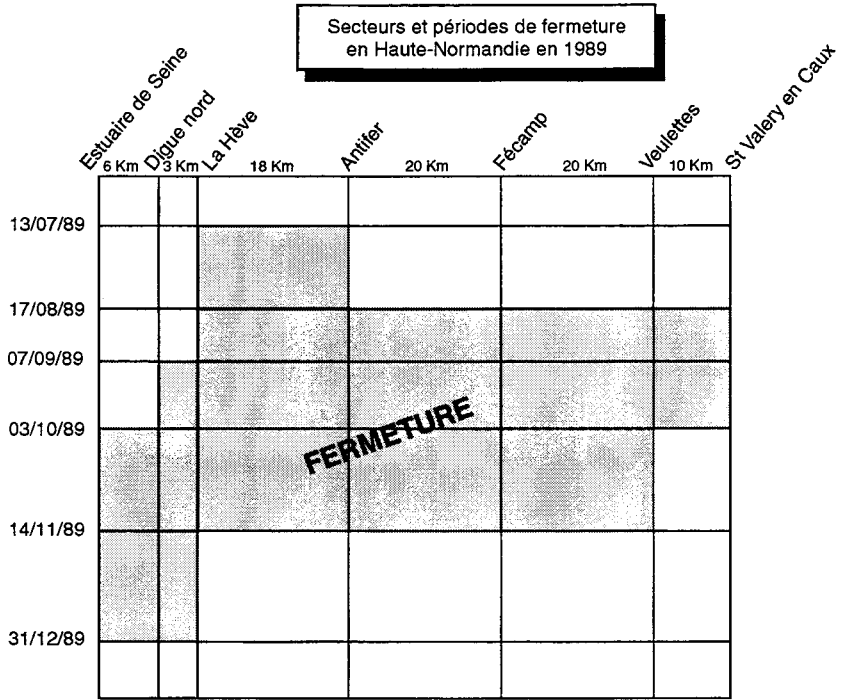 Secteurs et périodes de fermeture
en Haute-Normandie en 1989
Estuaire de Seine
Digue nord
La Hève
Antifer
Fécamp
Veulettes
St Valery en Caux
6 Km
3 Km
18 Km
20 Km
20 Km
10 Km
13/07/89
17/08/89
07/09/89
03/10/89
14/11/89
31/12/89
FERMETURE